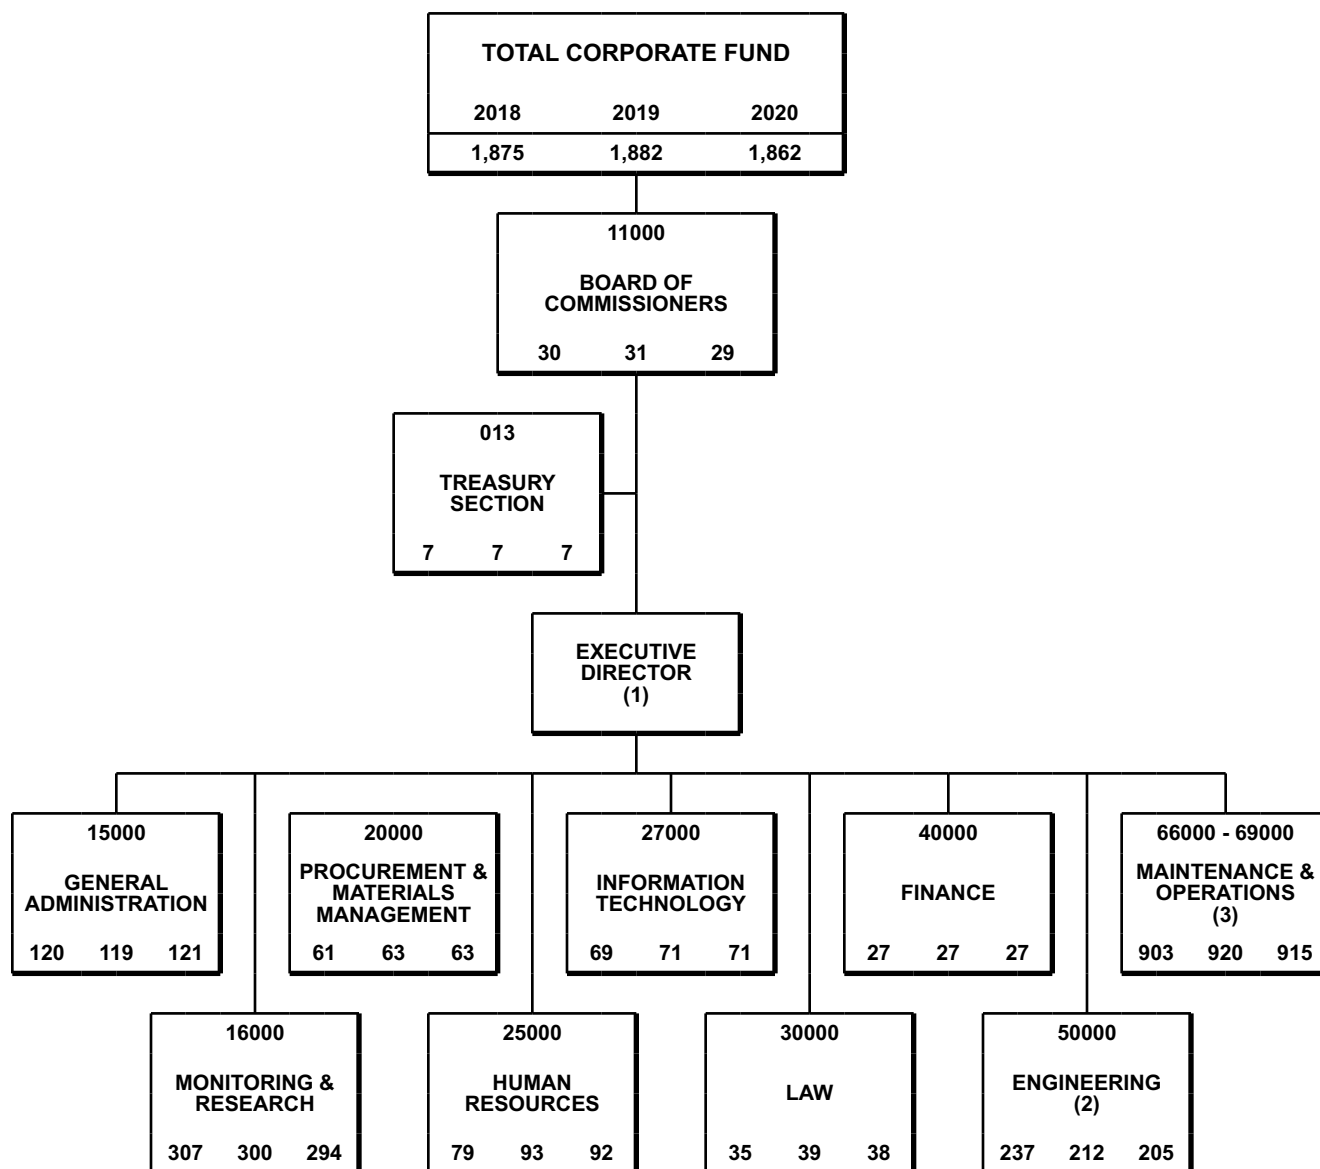 TOTAL CORPORATE FUND
2018 2019 2020
1,875 1,882 1,862
11000
BOARD OF
COMMISSIONERS
30 31 29
013
TREASURY
SECTION
7 7 7
EXECUTIVE
DIRECTOR
(1)
15000
GENERAL
ADMINISTRATION
120 119 121
20000
PROCUREMENT &
MATERIALS
MANAGEMENT
61 63 63
27000
INFORMATION
TECHNOLOGY
69 71 71
40000
FINANCE
27 27 27
66000 - 69000
MAINTENANCE &
OPERATIONS
(3)
903 920 915
16000
MONITORING &
RESEARCH
307 300 294
25000
HUMAN
RESOURCES
79 93 92
30000
LAW
35 39 38
50000
ENGINEERING
(2)
237 212 205